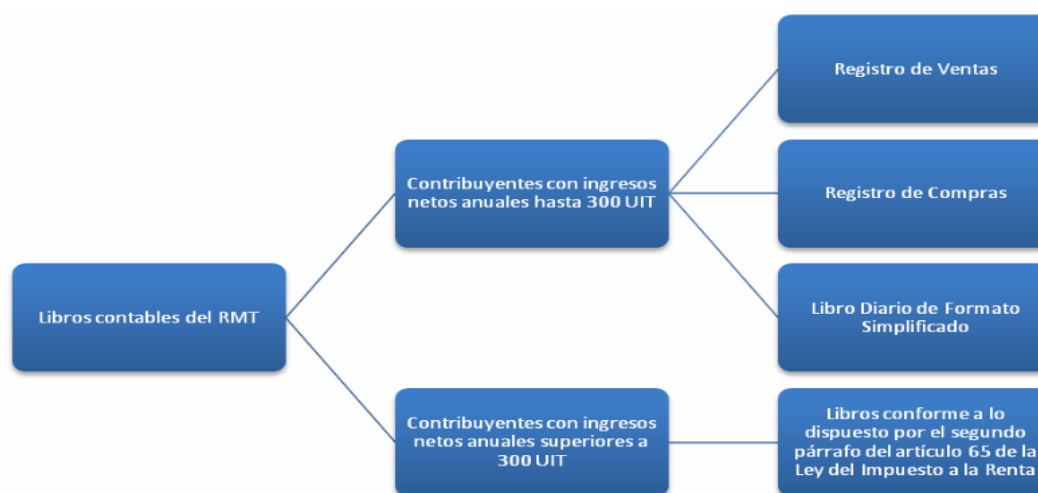 Libros contables del RMT
Contribuyentes con ingresos
netos anuales hasta 300 UIT
Registro de Ventas
Registro de Compras
Libro Diario de Formato
Simplificado
Contribuyentes con ingresos
netos anuales superiores a
300 UIT
Libros conforme a lo
dispuesto por el segundo
párrafo del artículo 65 de la
Ley del Impuesto a la Renta